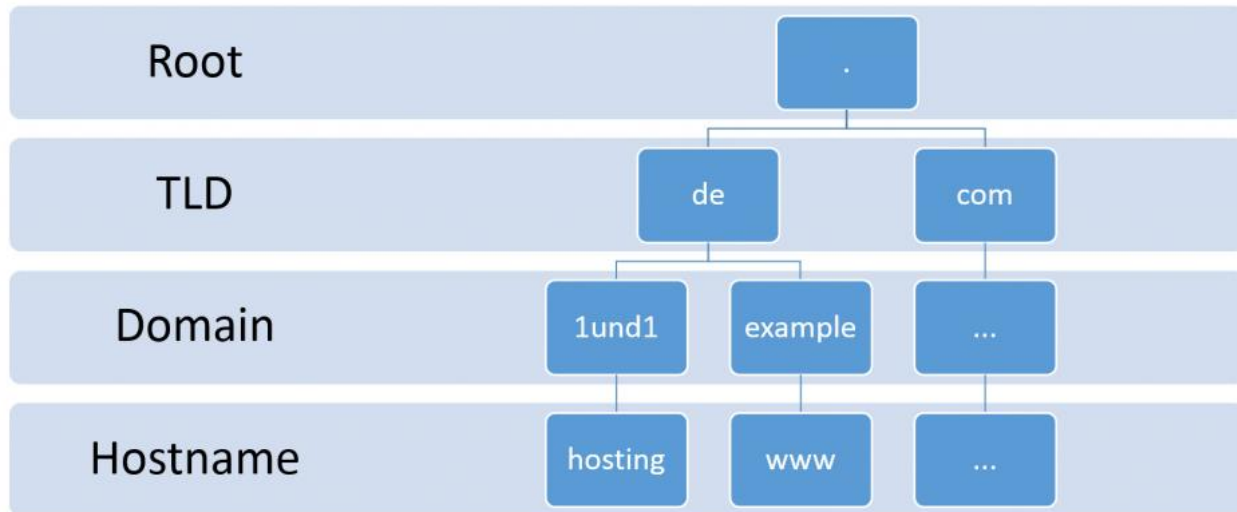 Root
.
TLD
de
com
Domain
1und1
example
...
Hostname
hosting
www
...